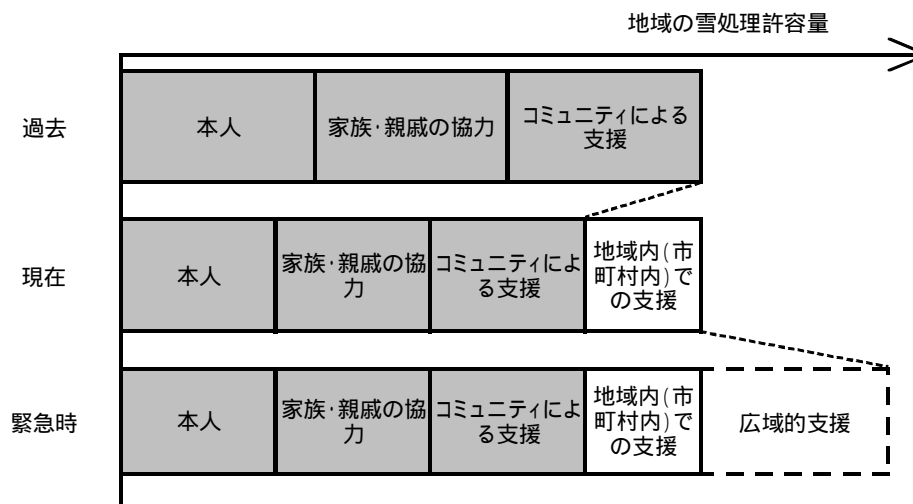 地域の雪処理許容量
過去
本人
家族･親戚の協力
コミュニティによる
支援
現在
本人
家族･親戚の協
力
コミュニティによ
る支援
地域内(市
町村内)で
の支援
緊急時
本人
家族･親戚の協
力
コミュニティによ
る支援
地域内(市
町村内)で
の支援
広域的支援